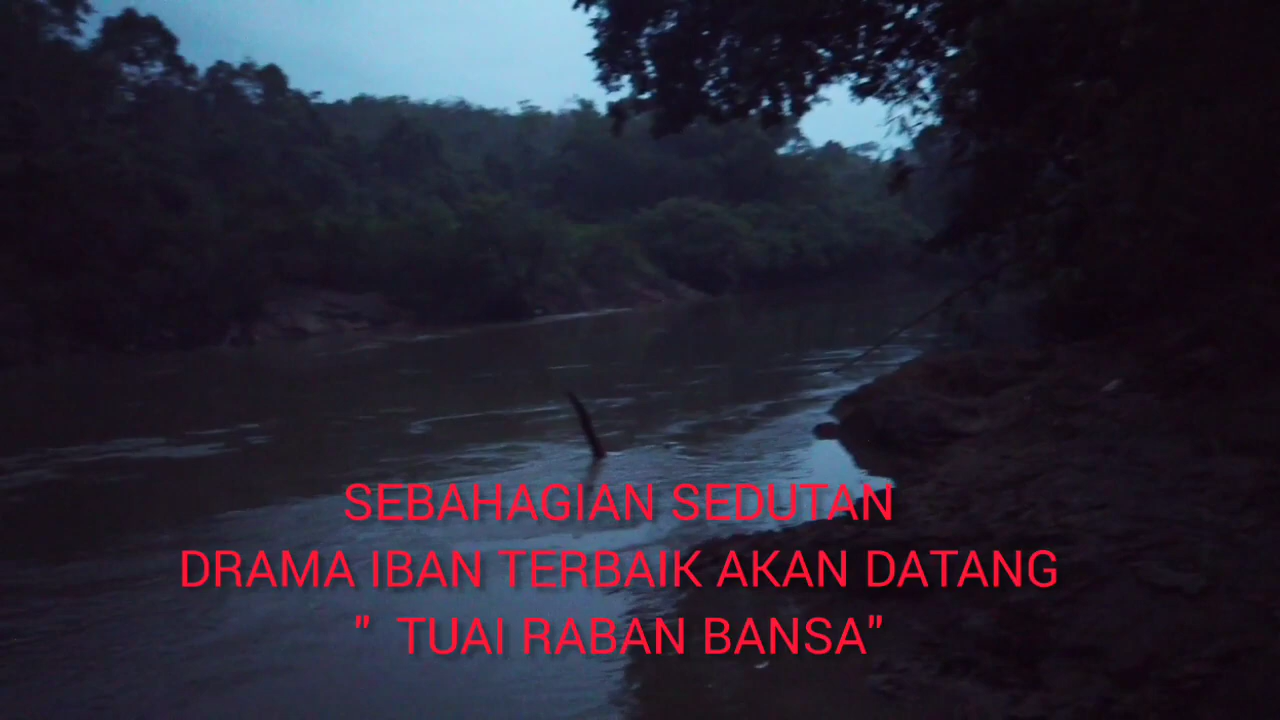 SEBAHAGIAN SEDUTAN
DRAMA IBAN TERBAIK AKAN DATANG
" TUAI RABAN BANSA"